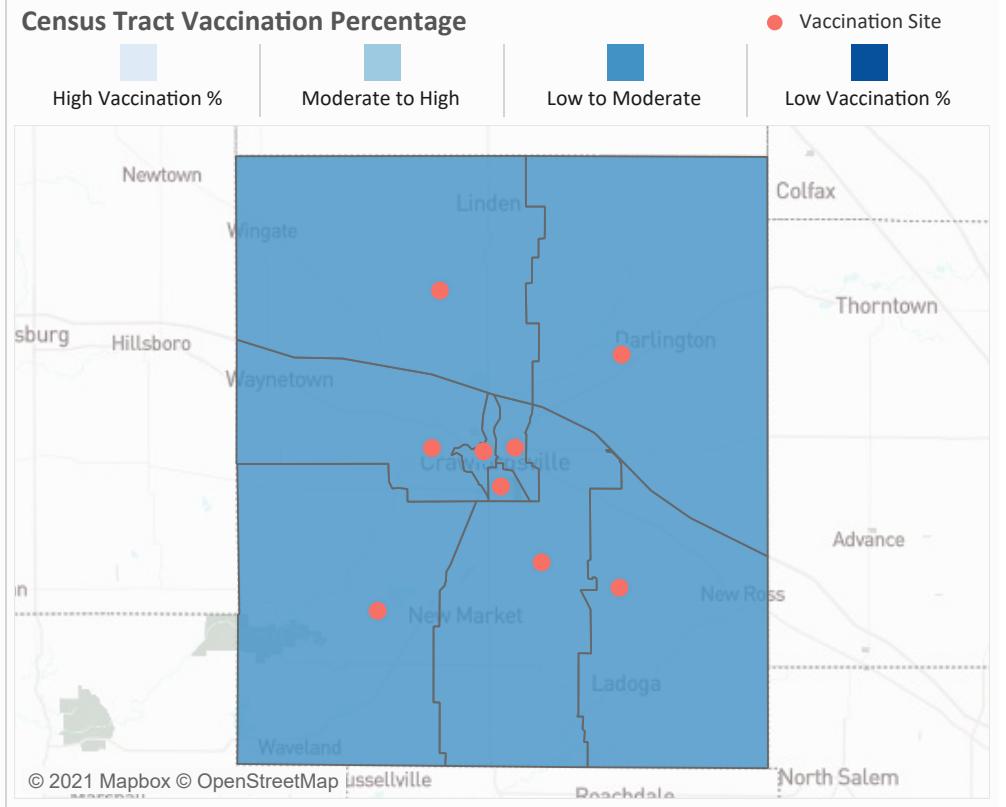 Census Tract Vaccination Percentage
Vaccination Site
High Vaccination %
Moderate to High
Low to Moderate
Low Vaccination %
Newtown
Colfax
Linden
Wingate
Thorntown
sburg
Hillsboro
Darlington
Waynetown
Crawfordsville
Advance
New Ross
New Market
Ladoga
Waveland
© 2021 Mapbox © OpenStreetMap
ussellville
North Salem
Roachdale